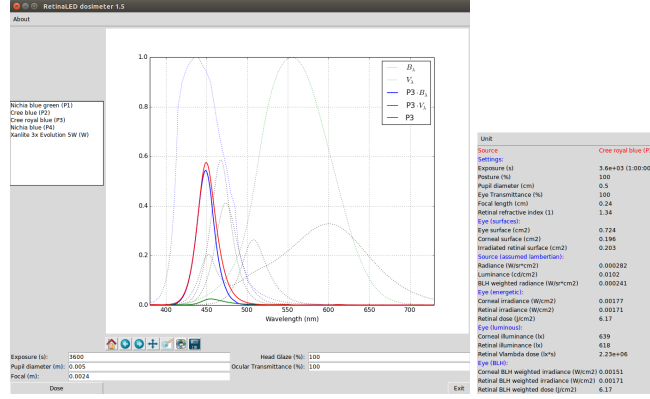 RetinaLED dosimeter 1.5
About
Nichia blue green (P1)
Cree blue (P2)
Cree royal blue (P3)
Nichia blue (P4)
Xanlite 3x Evolution 5W (W)
1.0
0.8
0.6
0.4
0.2
0.0
400
450
500
550
600
650
700
Wavelength (nm)
Bλ
Vλ
P3 · Bλ
P3 · Vλ
P3
Exposure (s): 3600
Head Glaze (%): 100
Pupil diameter (m): 0.005
Ocular Transmittance (%): 100
Focal (m): 0.0024
Dose
Exit
Unit
Source Cree royal blue (P
Settings:
Exposure (s) 3.6e+03 (1:00:00
Posture (%) 100
Pupil diameter (cm) 0.5
Eye Transmittance (%) 100
Focal length (cm) 0.24
Retinal refractive index (1) 1.34
Eye (surfaces):
Eye surface (cm2) 0.724
Corneal surface (cm2) 0.196
Irradiated retinal surface (cm2) 0.203
Source (assumed lambertian):
Radiance (W/sr*cm2) 0.000282
Luminance (cd/cm2) 0.0102
BLH weighted radiance (W/sr*cm2) 0.000241
Eye (energetic):
Corneal irradiance (W/cm2) 0.00177
Retinal irradiance (W/cm2) 0.00171
Retinal dose (J/cm2) 6.17
Eye (luminous):
Corneal illuminance (lx) 639
Retinal illuminance (lx) 618
Retinal Vlambda dose (lx*s) 2.23e+06
Eye (BLH):
Corneal BLH weighted irradiance (W/cm2) 0.00151
Retinal BLH weighted irradiance (W/cm2) 0.00171
Retinal BLH weighted dose (J/cm2) 6.17